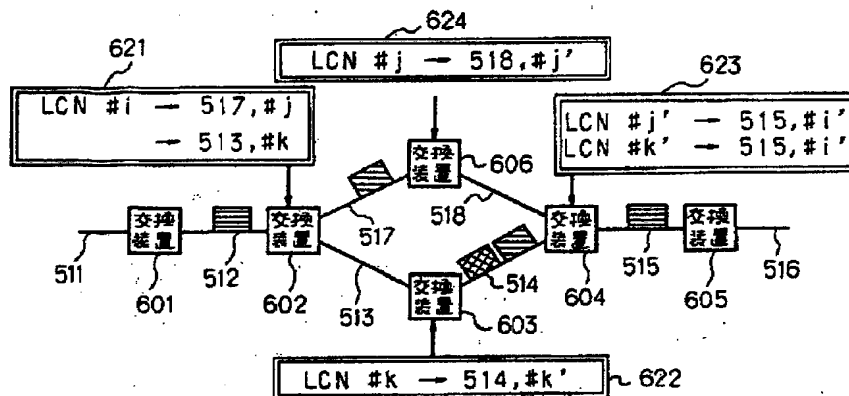 624
621
LCN #j → 518,#j'
623
LCN #i → 517,#j
→ 513,#k
LCN #j' → 515,#i'
LCN #k' → 515,#i'
交換
装置
606
517
518
交換
装置
交換
装置
交換
装置
交換
装置
511
512
514
515
516
601
602
513
604
605
交換
装置
603
LCN #k → 514,#k'
622